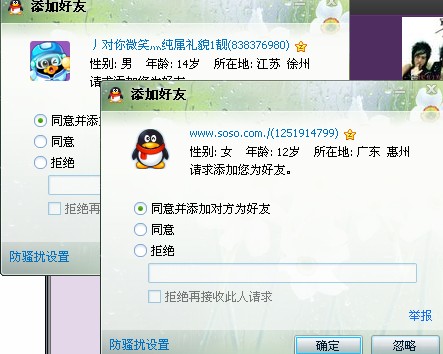 添加好友
丿对你微笑灬纯属礼貌1靓(838376980)
性别: 男 年龄: 14岁 所在地: 江苏 徐州
请求添加您为好友
同意并添加
同意
拒绝
拒绝再
防骚扰设置
添加好友
www.soso.com./(1251914799)
性别: 女 年龄: 12岁 所在地: 广东 惠州
请求添加您为好友。
同意并添加对方为好友
同意
拒绝
拒绝再接收此人请求
举报
防骚扰设置
确定
忽略